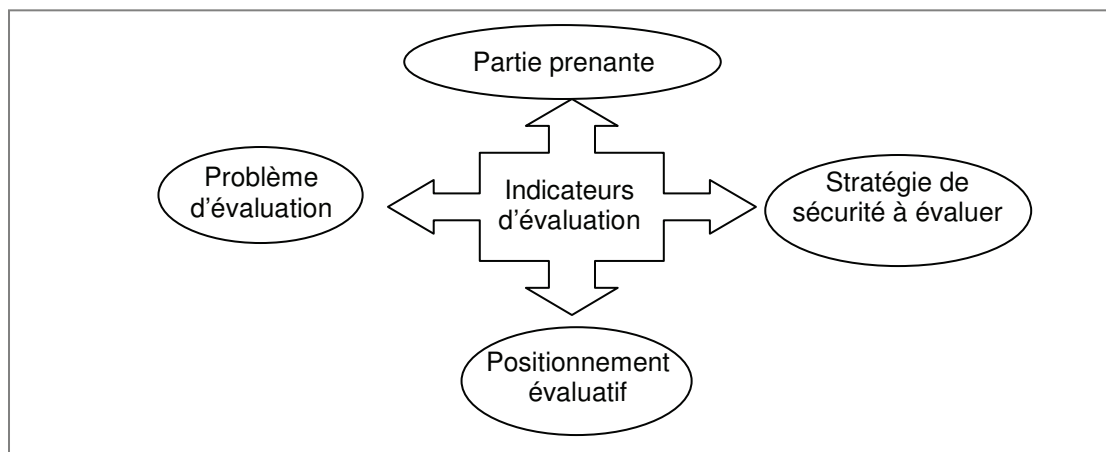 Partie prenante
Problème
d'évaluation
Indicateurs
d'évaluation
Stratégie de
sécurité à évaluer
Positionnement
évaluatif